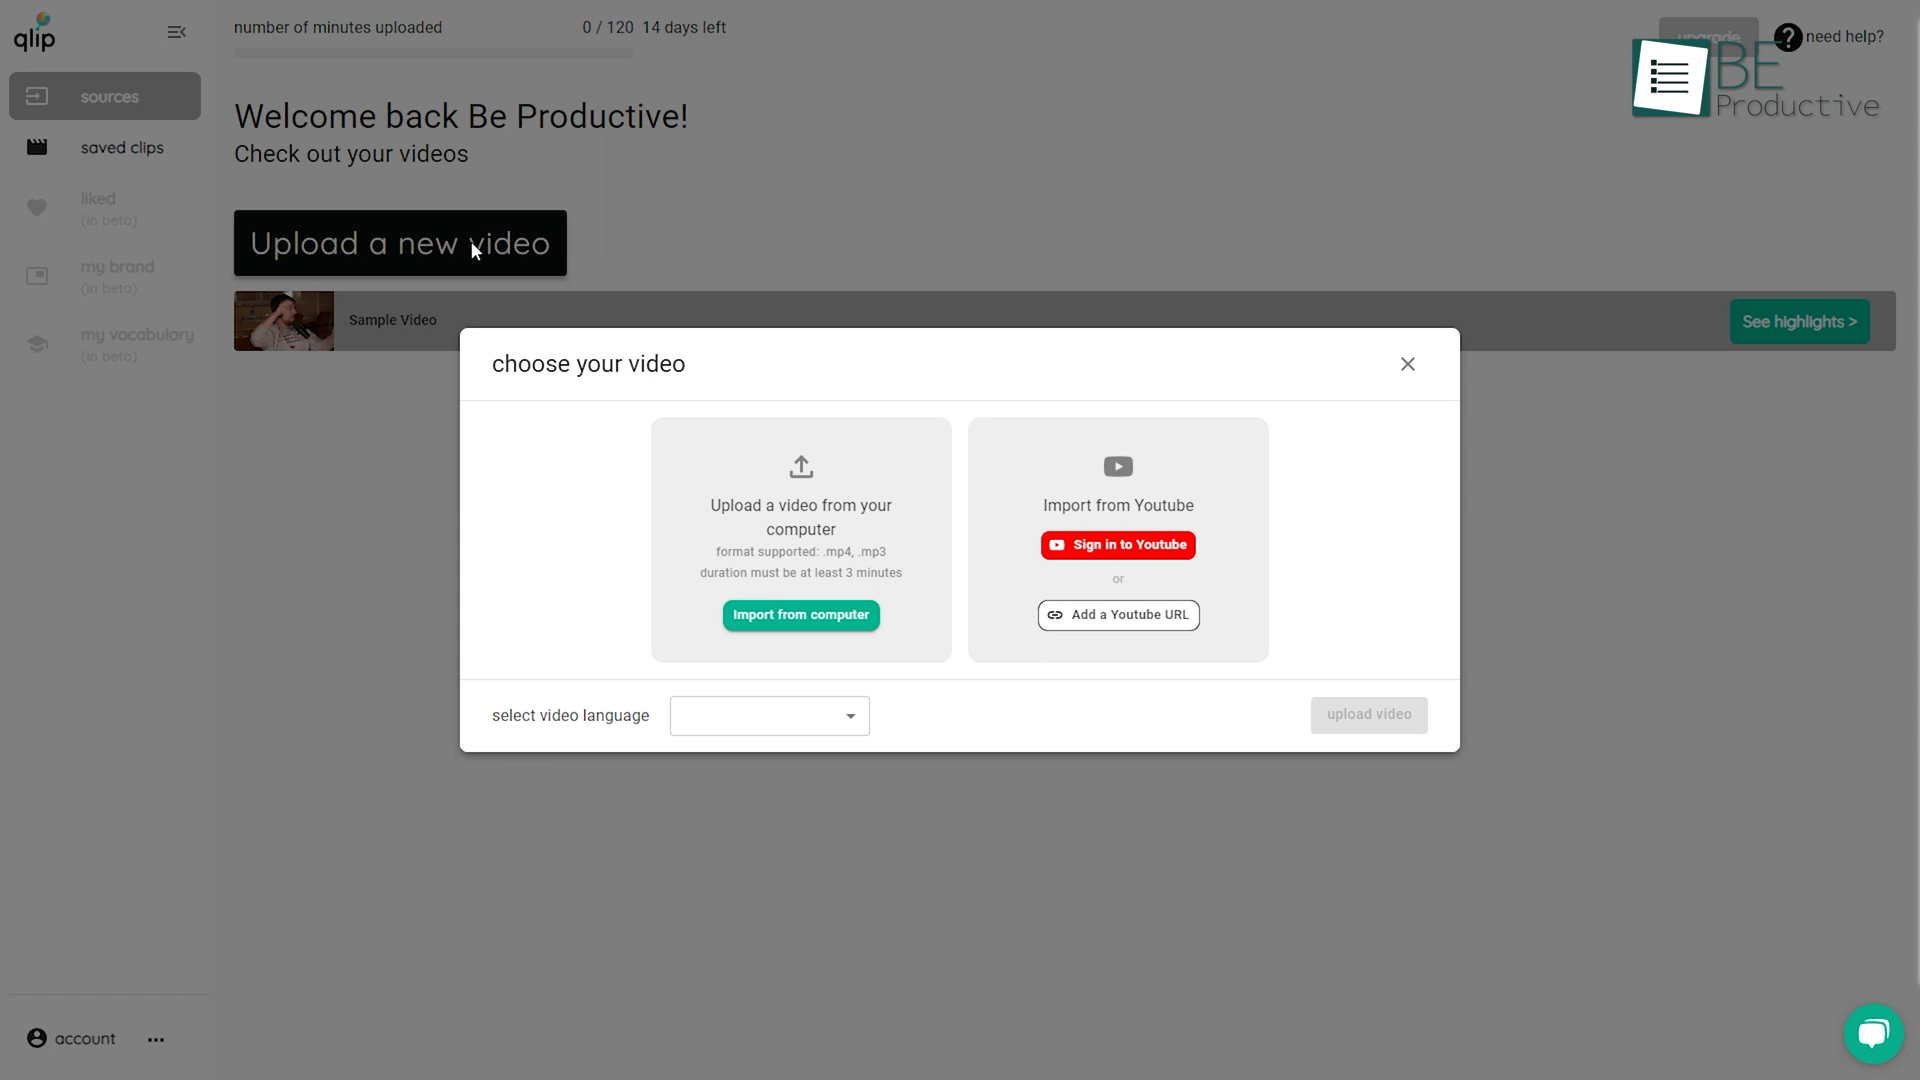 qlip
number of minutes uploaded 0 / 120 14 days left
upgrade
need help?
BE
Productive
sources
saved clips
liked
(in beta)
my brand
(in beta)
my vocabulary
(in beta)
Welcome back Be Productive!
Check out your videos
Upload a new video
Sample Video
See highlights >
choose your video
Upload a video from your
computer
format supported: .mp4, .mp3
duration must be at least 3 minutes
Import from computer
Import from Youtube
Sign in to Youtube
or
Add a Youtube URL
select video language
upload video
account